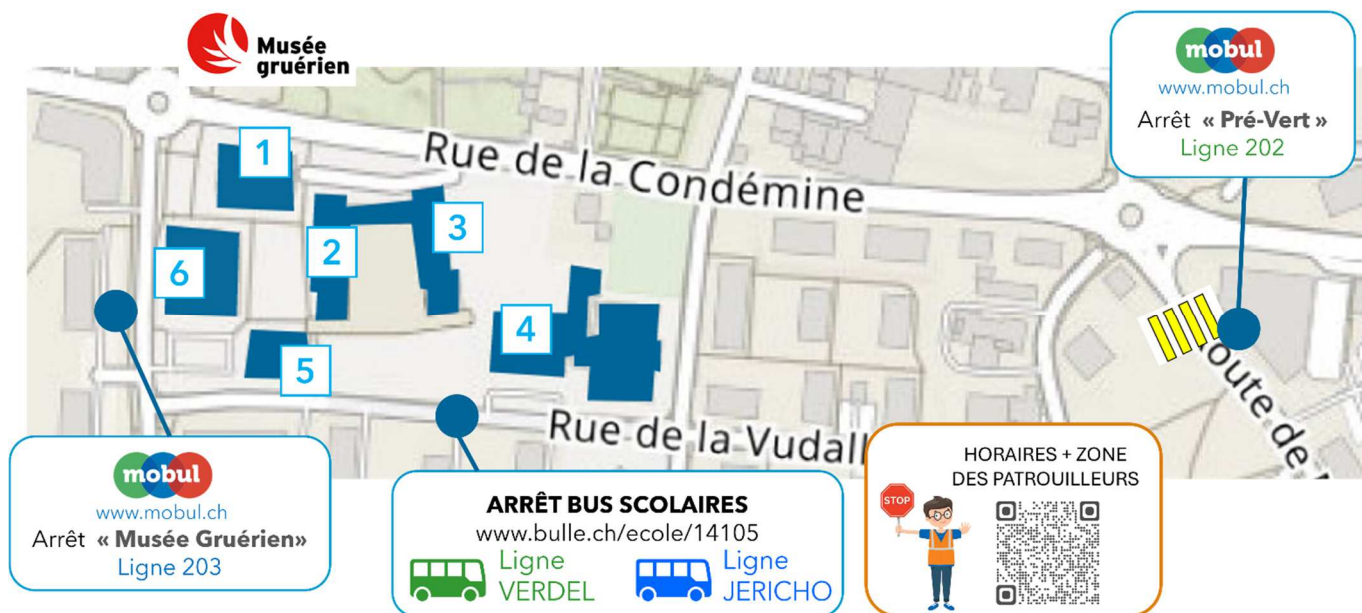 Musée
gruérien
mobul
www.mobul.ch
Arrêt « Pré-Vert »
Ligne 202
Rue de la Condémine
1
2
3
6
4
5
Rue de la Vudall
oute de
mobul
www.mobul.ch
Arrêt « Musée Gruérien»
Ligne 203
ARRÊT BUS SCOLAIRES
www.bulle.ch/ecole/14105
Ligne
VERDEL
Ligne
JERICHO
HORAIRES + ZONE
DES PATROUILLEURS
STOP